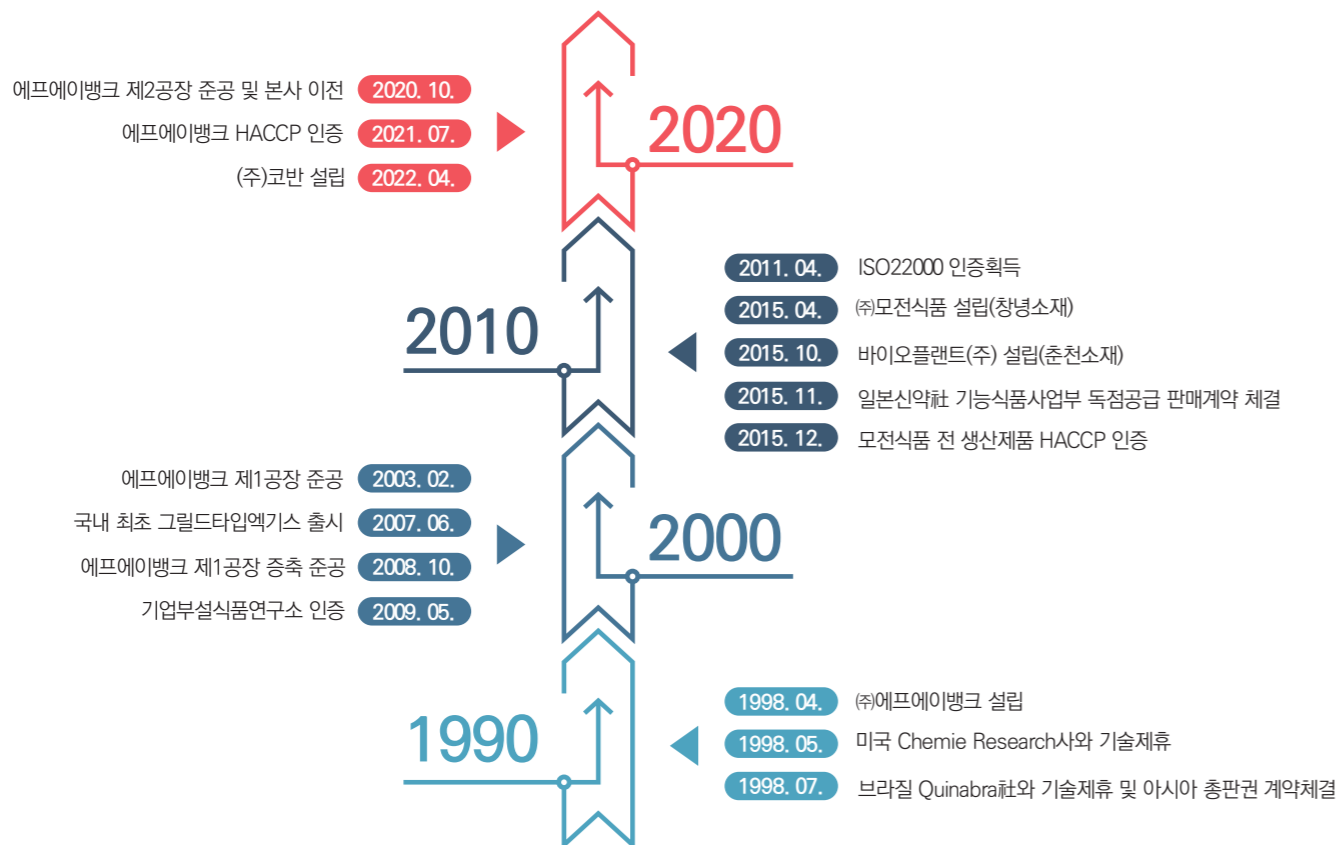 에프에이뱅크 제2공장 준공 및 본사 이전 2020. 10.
에프에이뱅크 HACCP 인증 2021. 07.
(주)코반 설립 2022. 04.
2020
2010
2011. 04. ISO22000 인증획득
2015. 04. ㈜모전식품 설립(창녕소재)
2015. 10. 바이오플랜트(주) 설립(춘천소재)
2015. 11. 일본신약社 기능식품사업부 독점공급 판매계약 체결
2015. 12. 모전식품 전 생산제품 HACCP 인증
에프에이뱅크 제1공장 준공 2003. 02.
국내 최초 그릴드타입엑기스 출시 2007. 06.
에프에이뱅크 제1공장 증축 준공 2008. 10.
기업부설식품연구소 인증 2009. 05.
2000
1990
1998. 04. ㈜에프에이뱅크 설립
1998. 05. 미국 Chemie Research사와 기술제휴
1998. 07. 브라질 Quinabra社와 기술제휴 및 아시아 총판권 계약체결